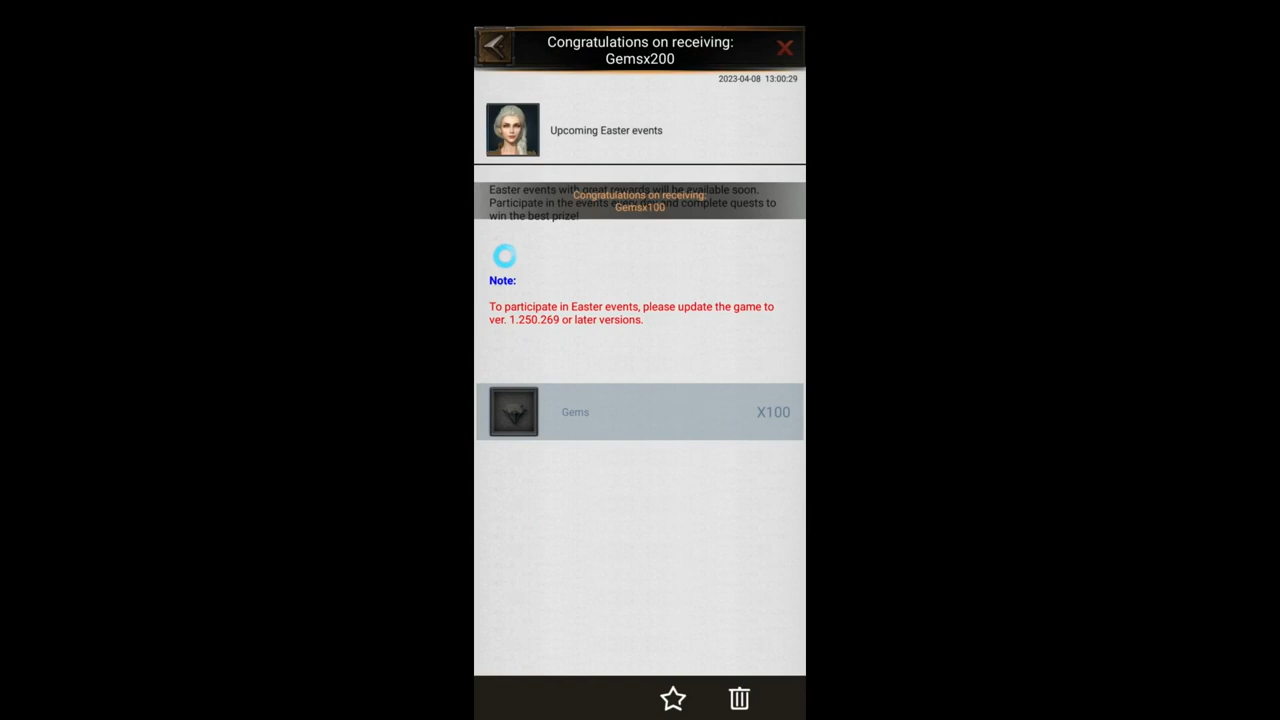 Congratulations on receiving:
Gemsx200
2023-04-08 13:00:29
Upcoming Easter events
Easter events with great rewards will be available soon.
Congratulations on receiving:
Participate in the events and complete quests to
Gemsx100
win the best prize!
Note:
To participate in Easter events, please update the game to
ver. 1.250.269 or later versions.
Gems
X100